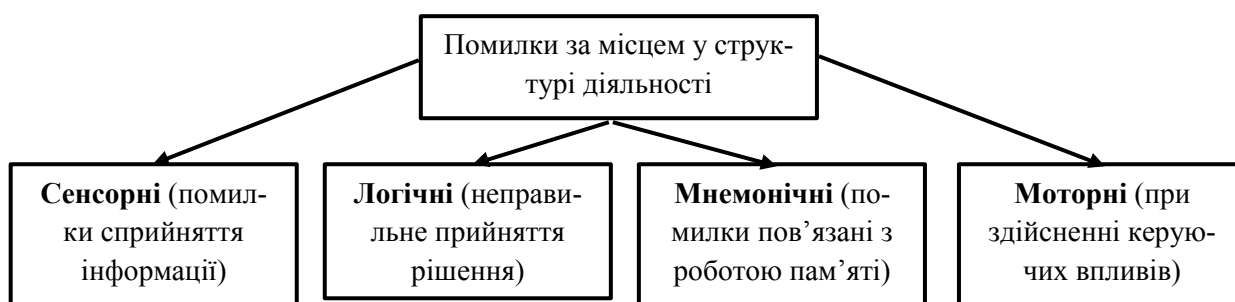 Помилки за місцем у струк-
турі діяльності
Сенсорні (помил-
ки сприйняття
інформації)
Логічні (неправи-
льне прийняття
рішення)
Мнемонічні (по-
милки пов’язані з
роботою пам’яті)
Моторні (при
здійсненні керую-
чих впливів)